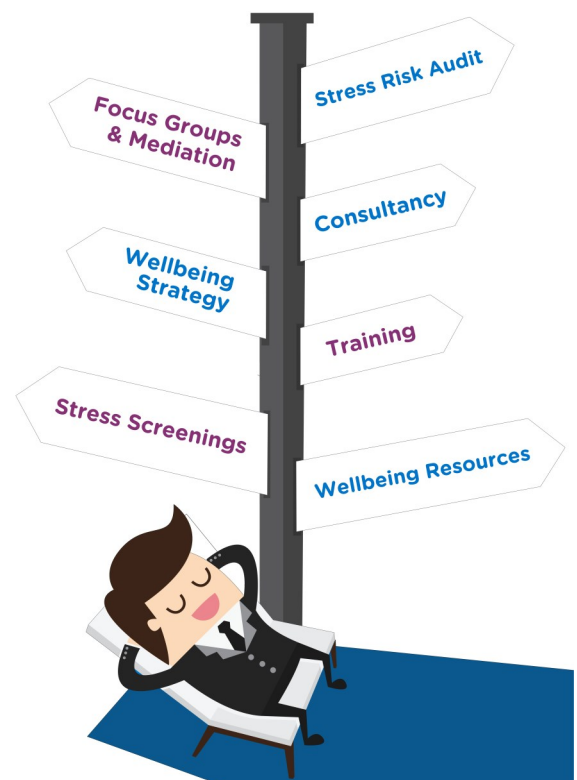 Stress Risk Audit
Focus Groups
& Mediation
Consultancy
Wellbeing
Strategy
Training
Stress Screenings
Wellbeing Resources